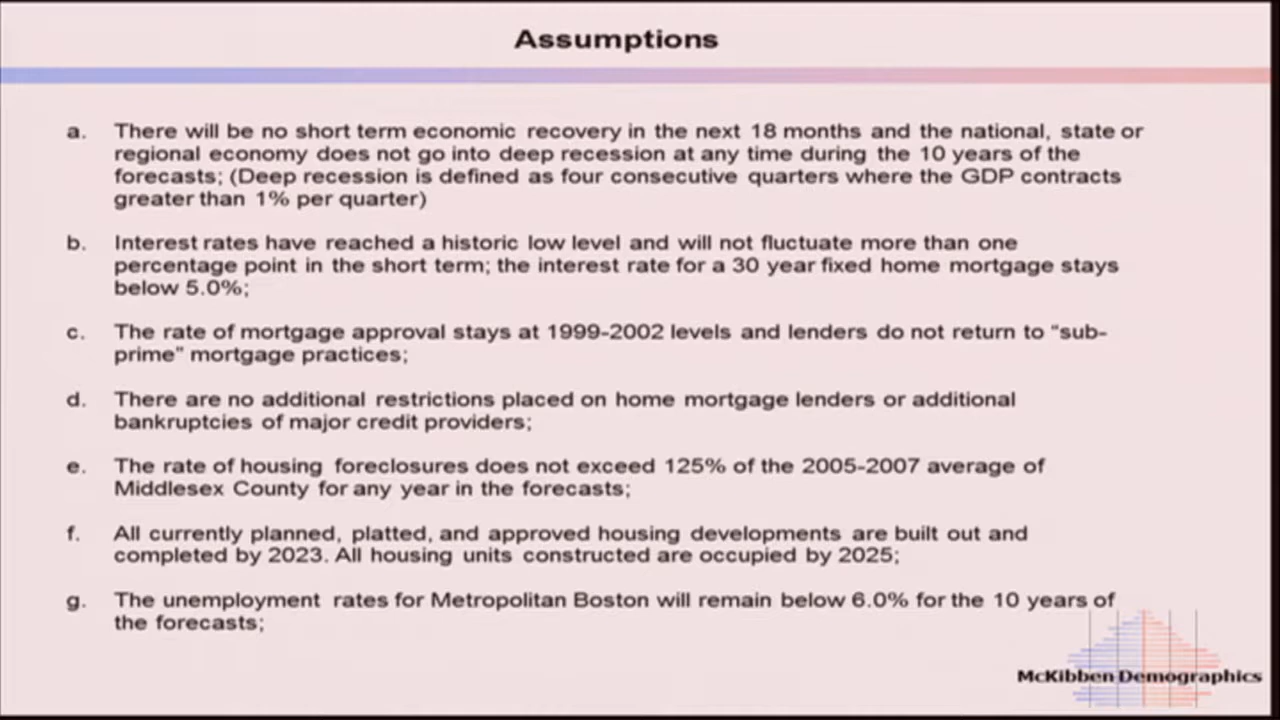 Assumptions
a. There will be no short term economic recovery in the next 18 months and the national, state or
regional economy does not go into deep recession at any time during the 10 years of the
forecasts; (Deep recession is defined as four consecutive quarters where the GDP contracts
greater than 1% per quarter)
b. Interest rates have reached a historic low level and will not fluctuate more than one
percentage point in the short term; the interest rate for a 30 year fixed home mortgage stays
below 5.0%;
c. The rate of mortgage approval stays at 1999-2002 levels and lenders do not return to “sub-
prime” mortgage practices;
d. There are no additional restrictions placed on home mortgage lenders or additional
bankruptcies of major credit providers;
e. The rate of housing foreclosures does not exceed 125% of the 2005-2007 average of
Middlesex County for any year in the forecasts;
f. All currently planned, platted, and approved housing developments are built out and
completed by 2023. All housing units constructed are occupied by 2025;
g. The unemployment rates for Metropolitan Boston will remain below 6.0% for the 10 years of
the forecasts;
McKibben Demographics